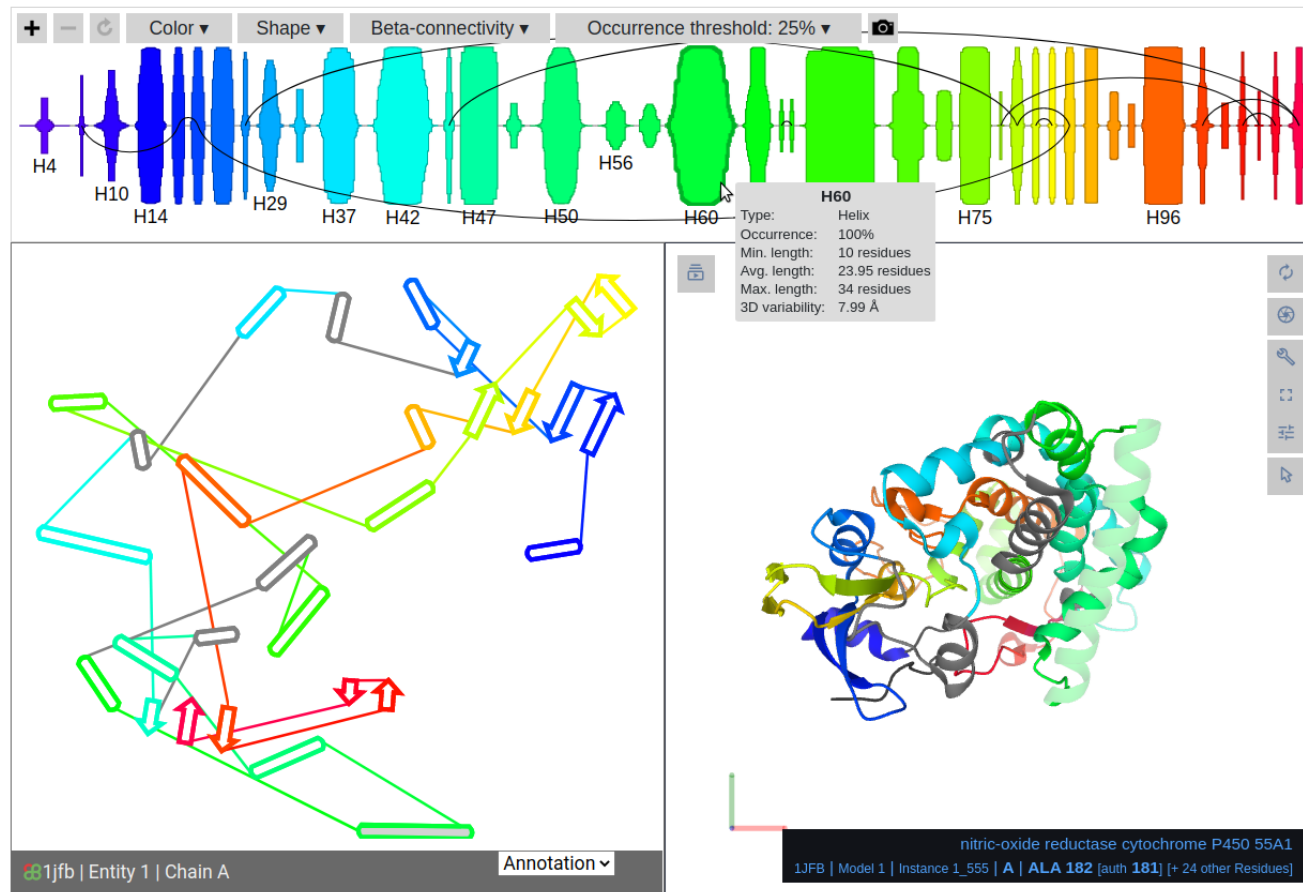 Color ▾
Shape ▾
Beta-connectivity ▾
Occurrence threshold: 25% ▾
H4
H10
H14
H29
H37
H42
H47
H50
H56
H60
H75
H96
H60
Type: Helix
Occurrence: 100%
Min. length: 10 residues
Avg. length: 23.95 residues
Max. length: 34 residues
3D variability: 7.99 Å
1jfb | Entity 1 | Chain A
Annotation
nitric-oxide reductase cytochrome P450 55A1
1JFB | Model 1 | Instance 1_555 | A | ALA 182 [auth 181] [+ 24 other Residues]